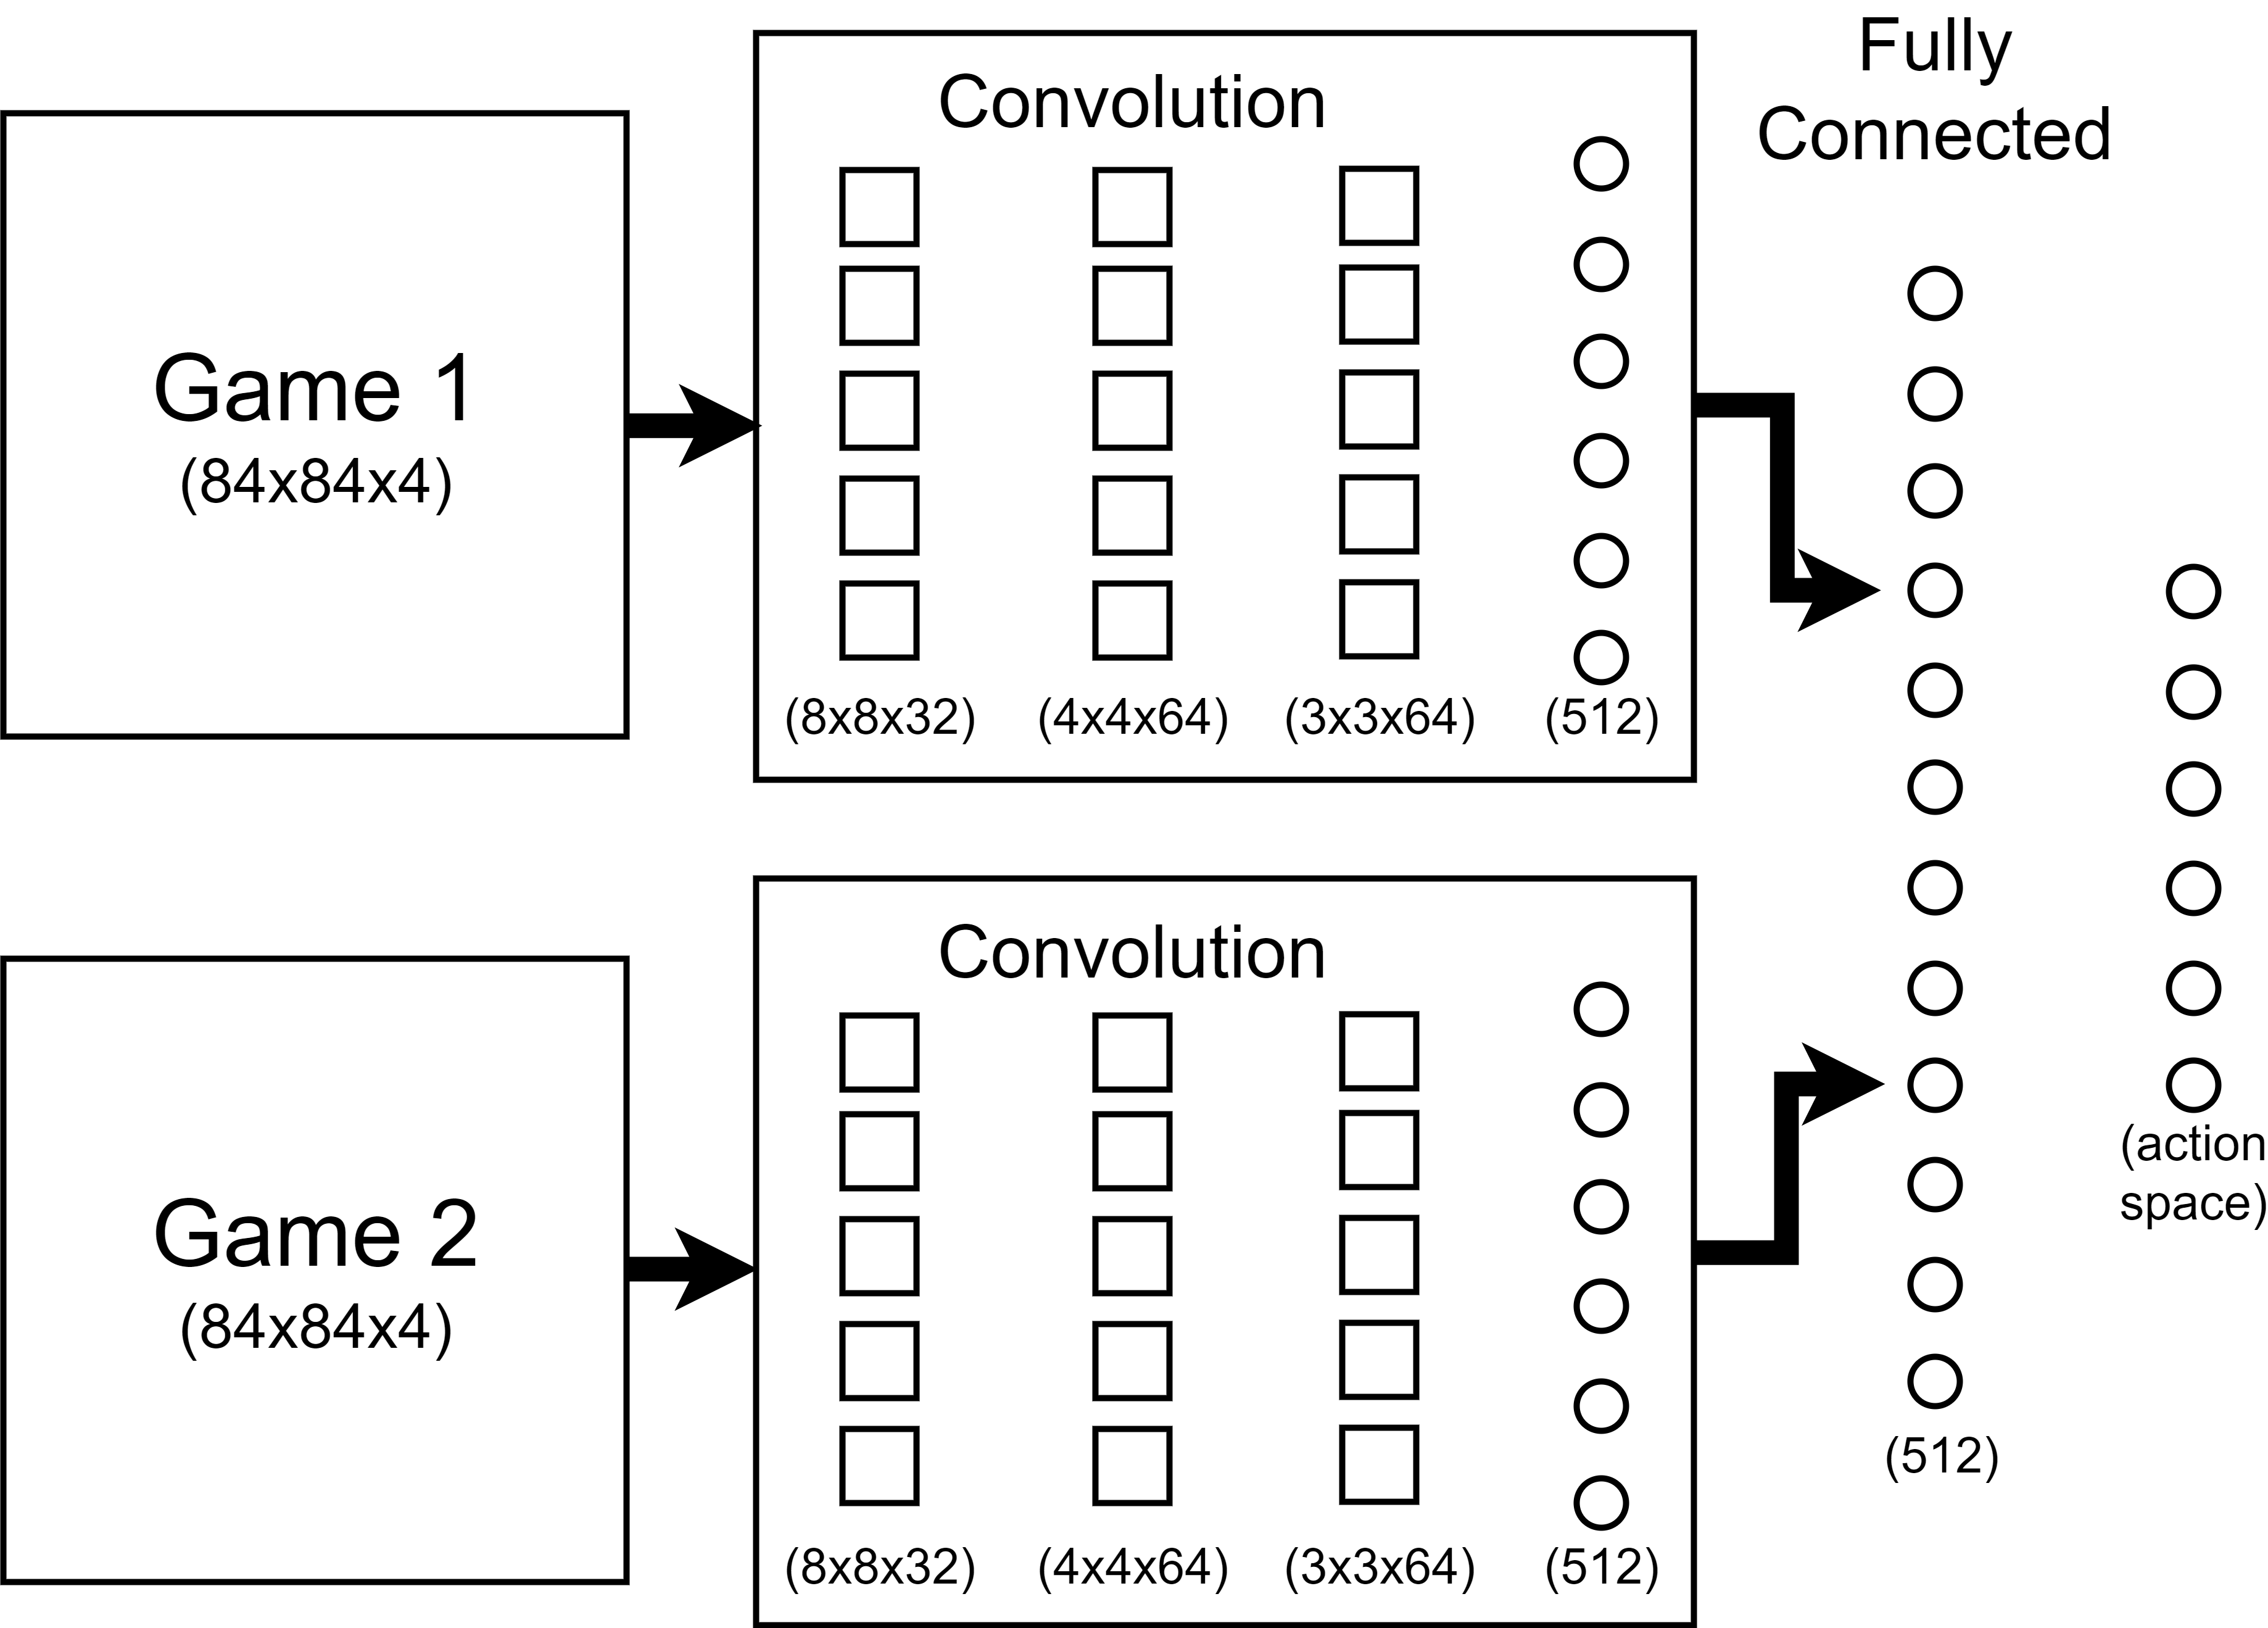 Game 1
(84x84x4)
Convolution
(8x8x32) (4x4x64) (3x3x64) (512)
Fully
Connected
Game 2
(84x84x4)
Convolution
(8x8x32) (4x4x64) (3x3x64) (512)
(512)
(action
space)